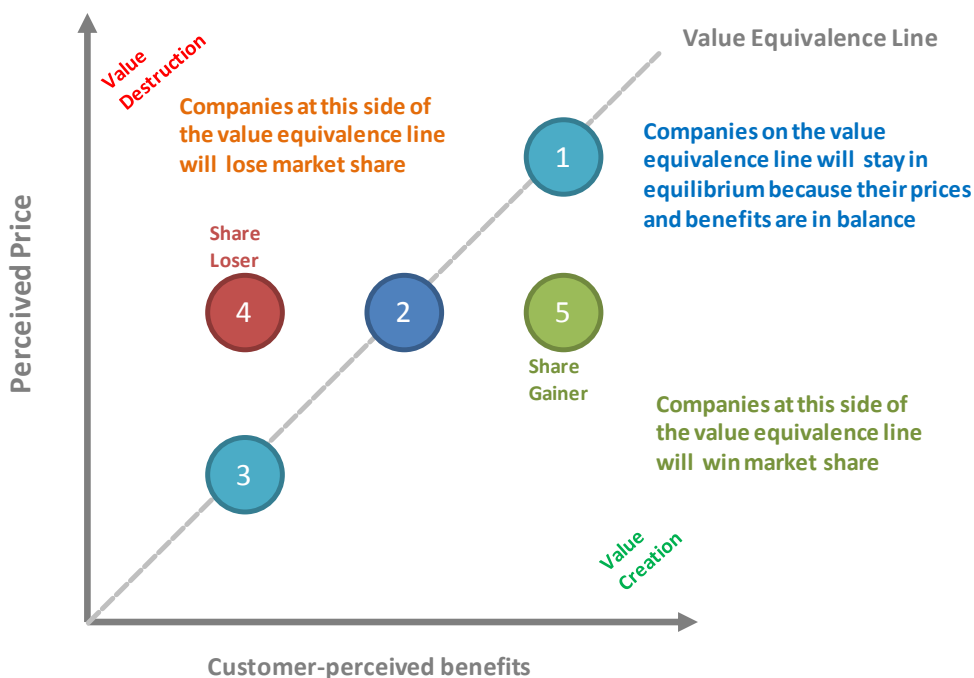 Value Equivalence Line
Value
Destruction
Companies at this side of
the value equivalence line
will lose market share
Companies on the value
equivalence line will stay in
equilibrium because their prices
and benefits are in balance
1
Share
Loser
4
2
5
Share
Gainer
Perceived Price
Companies at this side of
the value equivalence line
will win market share
3
Value
Creation
Customer-perceived benefits